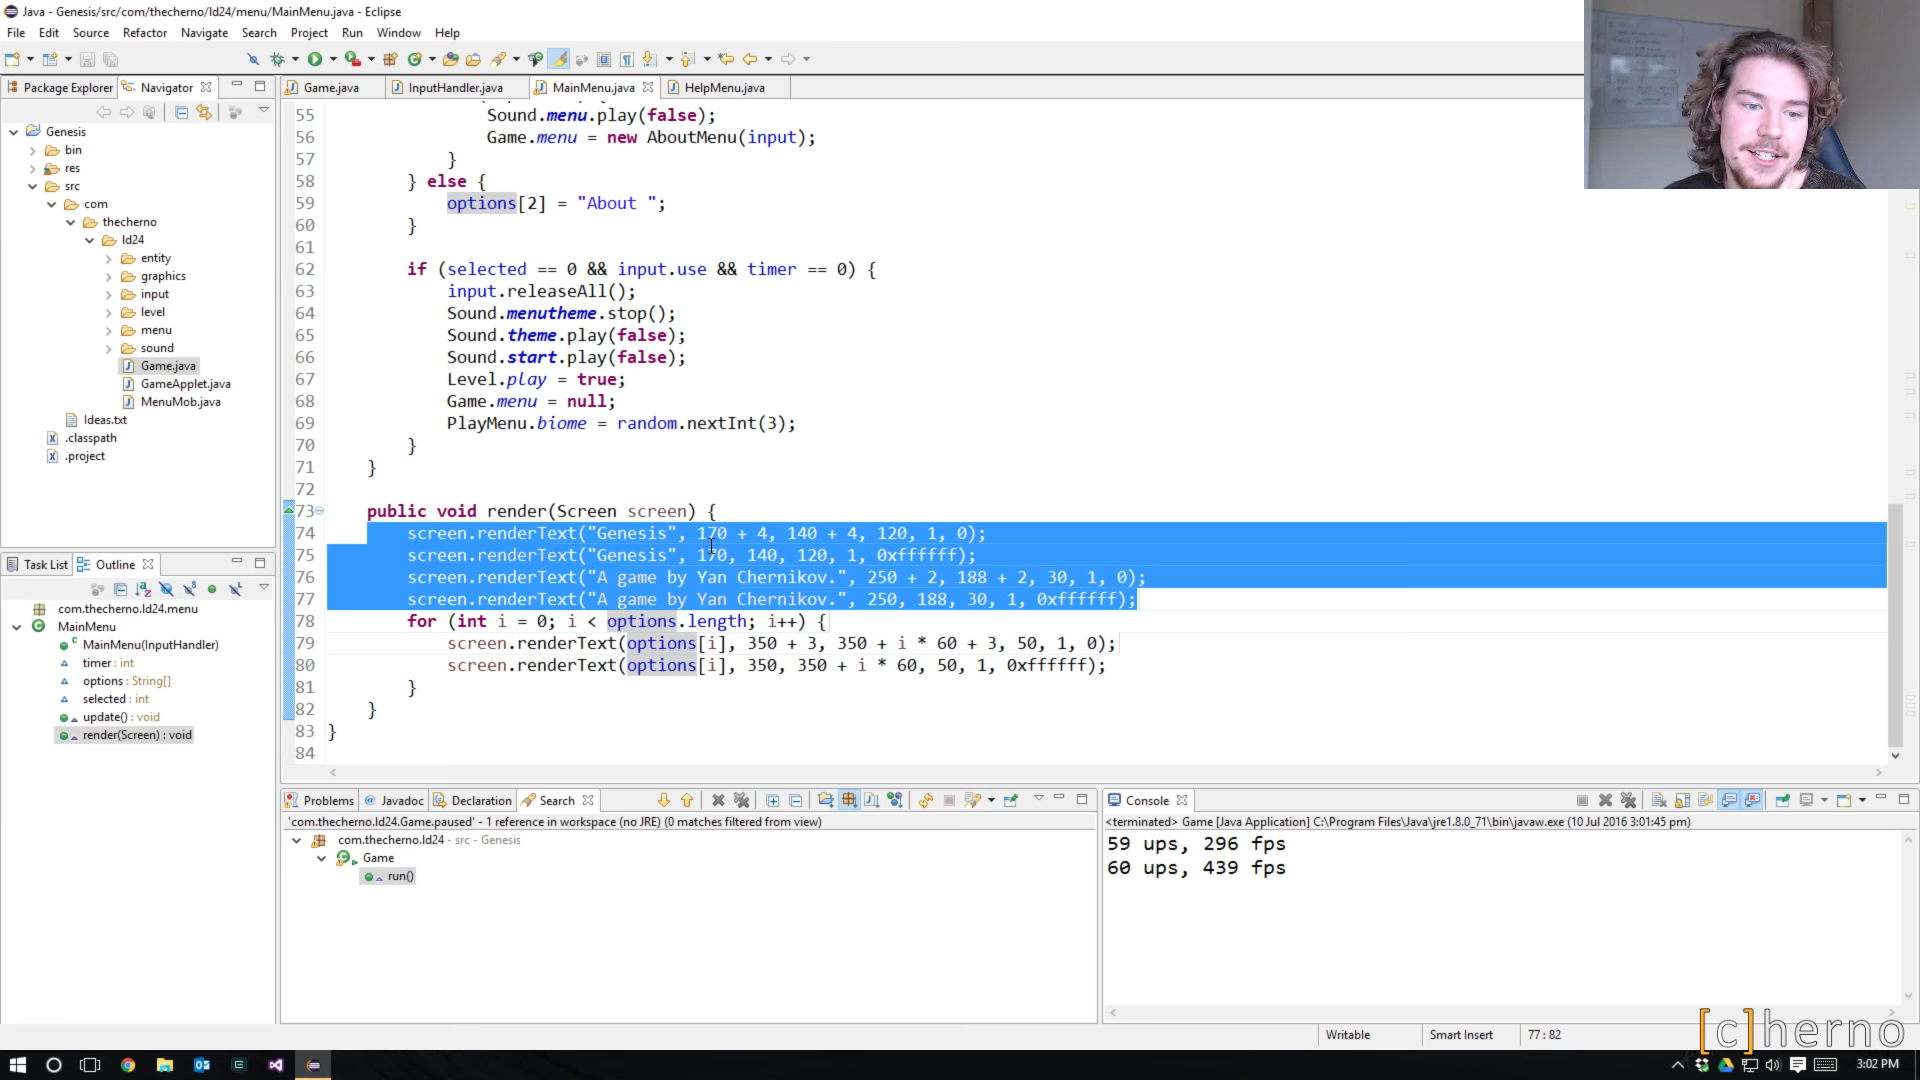 Java - Genesis/src/com/thecherno/ld24/menu/MainMenu.java - Eclipse
File Edit Source Refactor Navigate Search Project Run Window Help
Package Explorer Navigator
Game.java InputHandler.java MainMenu.java HelpMenu.java
Genesis
bin
res
src
com
thecherno
ld24
entity
graphics
input
level
menu
sound
Game.java
GameApplet.java
MenuMob.java
Ideas.txt
.classpath
.project
Task List Outline
com.thecherno.ld24.menu
MainMenu
MainMenu(InputHandler)
timer : int
options : String[]
selected : int
update() : void
render(Screen) : void
55 Sound.menu.play(false);
56 Game.menu = new AboutMenu(input);
57 }
58 } else {
59 options[2] = "About ";
60 }
61
62 if (selected == 0 && input.use && timer == 0) {
63 input.releaseAll();
64 Sound.menutheme.stop();
65 Sound.theme.play(false);
66 Sound.start.play(false);
67 Level.play = true;
68 Game.menu = null;
69 PlayMenu.biome = random.nextInt(3);
70 }
71 }
72
73 public void render(Screen screen) {
74 screen.renderText("Genesis", 170 + 4, 140 + 4, 120, 1, 0);
75 screen.renderText("Genesis", 170, 140, 120, 1, 0xffffff);
76 screen.renderText("A game by Yan Chernikov.", 250 + 2, 188 + 2, 30, 1, 0);
77 screen.renderText("A game by Yan Chernikov.", 250, 188, 30, 1, 0xffffff);
78 for (int i = 0; i < options.length; i++) {
79 screen.renderText(options[i], 350 + 3, 350 + i * 60 + 3, 50, 1, 0);
80 screen.renderText(options[i], 350, 350 + i * 60, 50, 1, 0xffffff);
81 }
82 }
83 }
84
Problems Javadoc Declaration Search
'com.thecherno.ld24.Game.paused' - 1 reference in workspace (no JRE) (0 matches filtered from view)
com.thecherno.ld24 - src - Genesis
Game
run()
Console
<terminated> Game [Java Application] C:\Program Files\Java\jre1.8.0_71\bin\javaw.exe (10 Jul 2016 3:01:45 pm)
59 ups, 296 fps
60 ups, 439 fps
Writable Smart Insert 77 : 82
[c]herno
3:02 PM